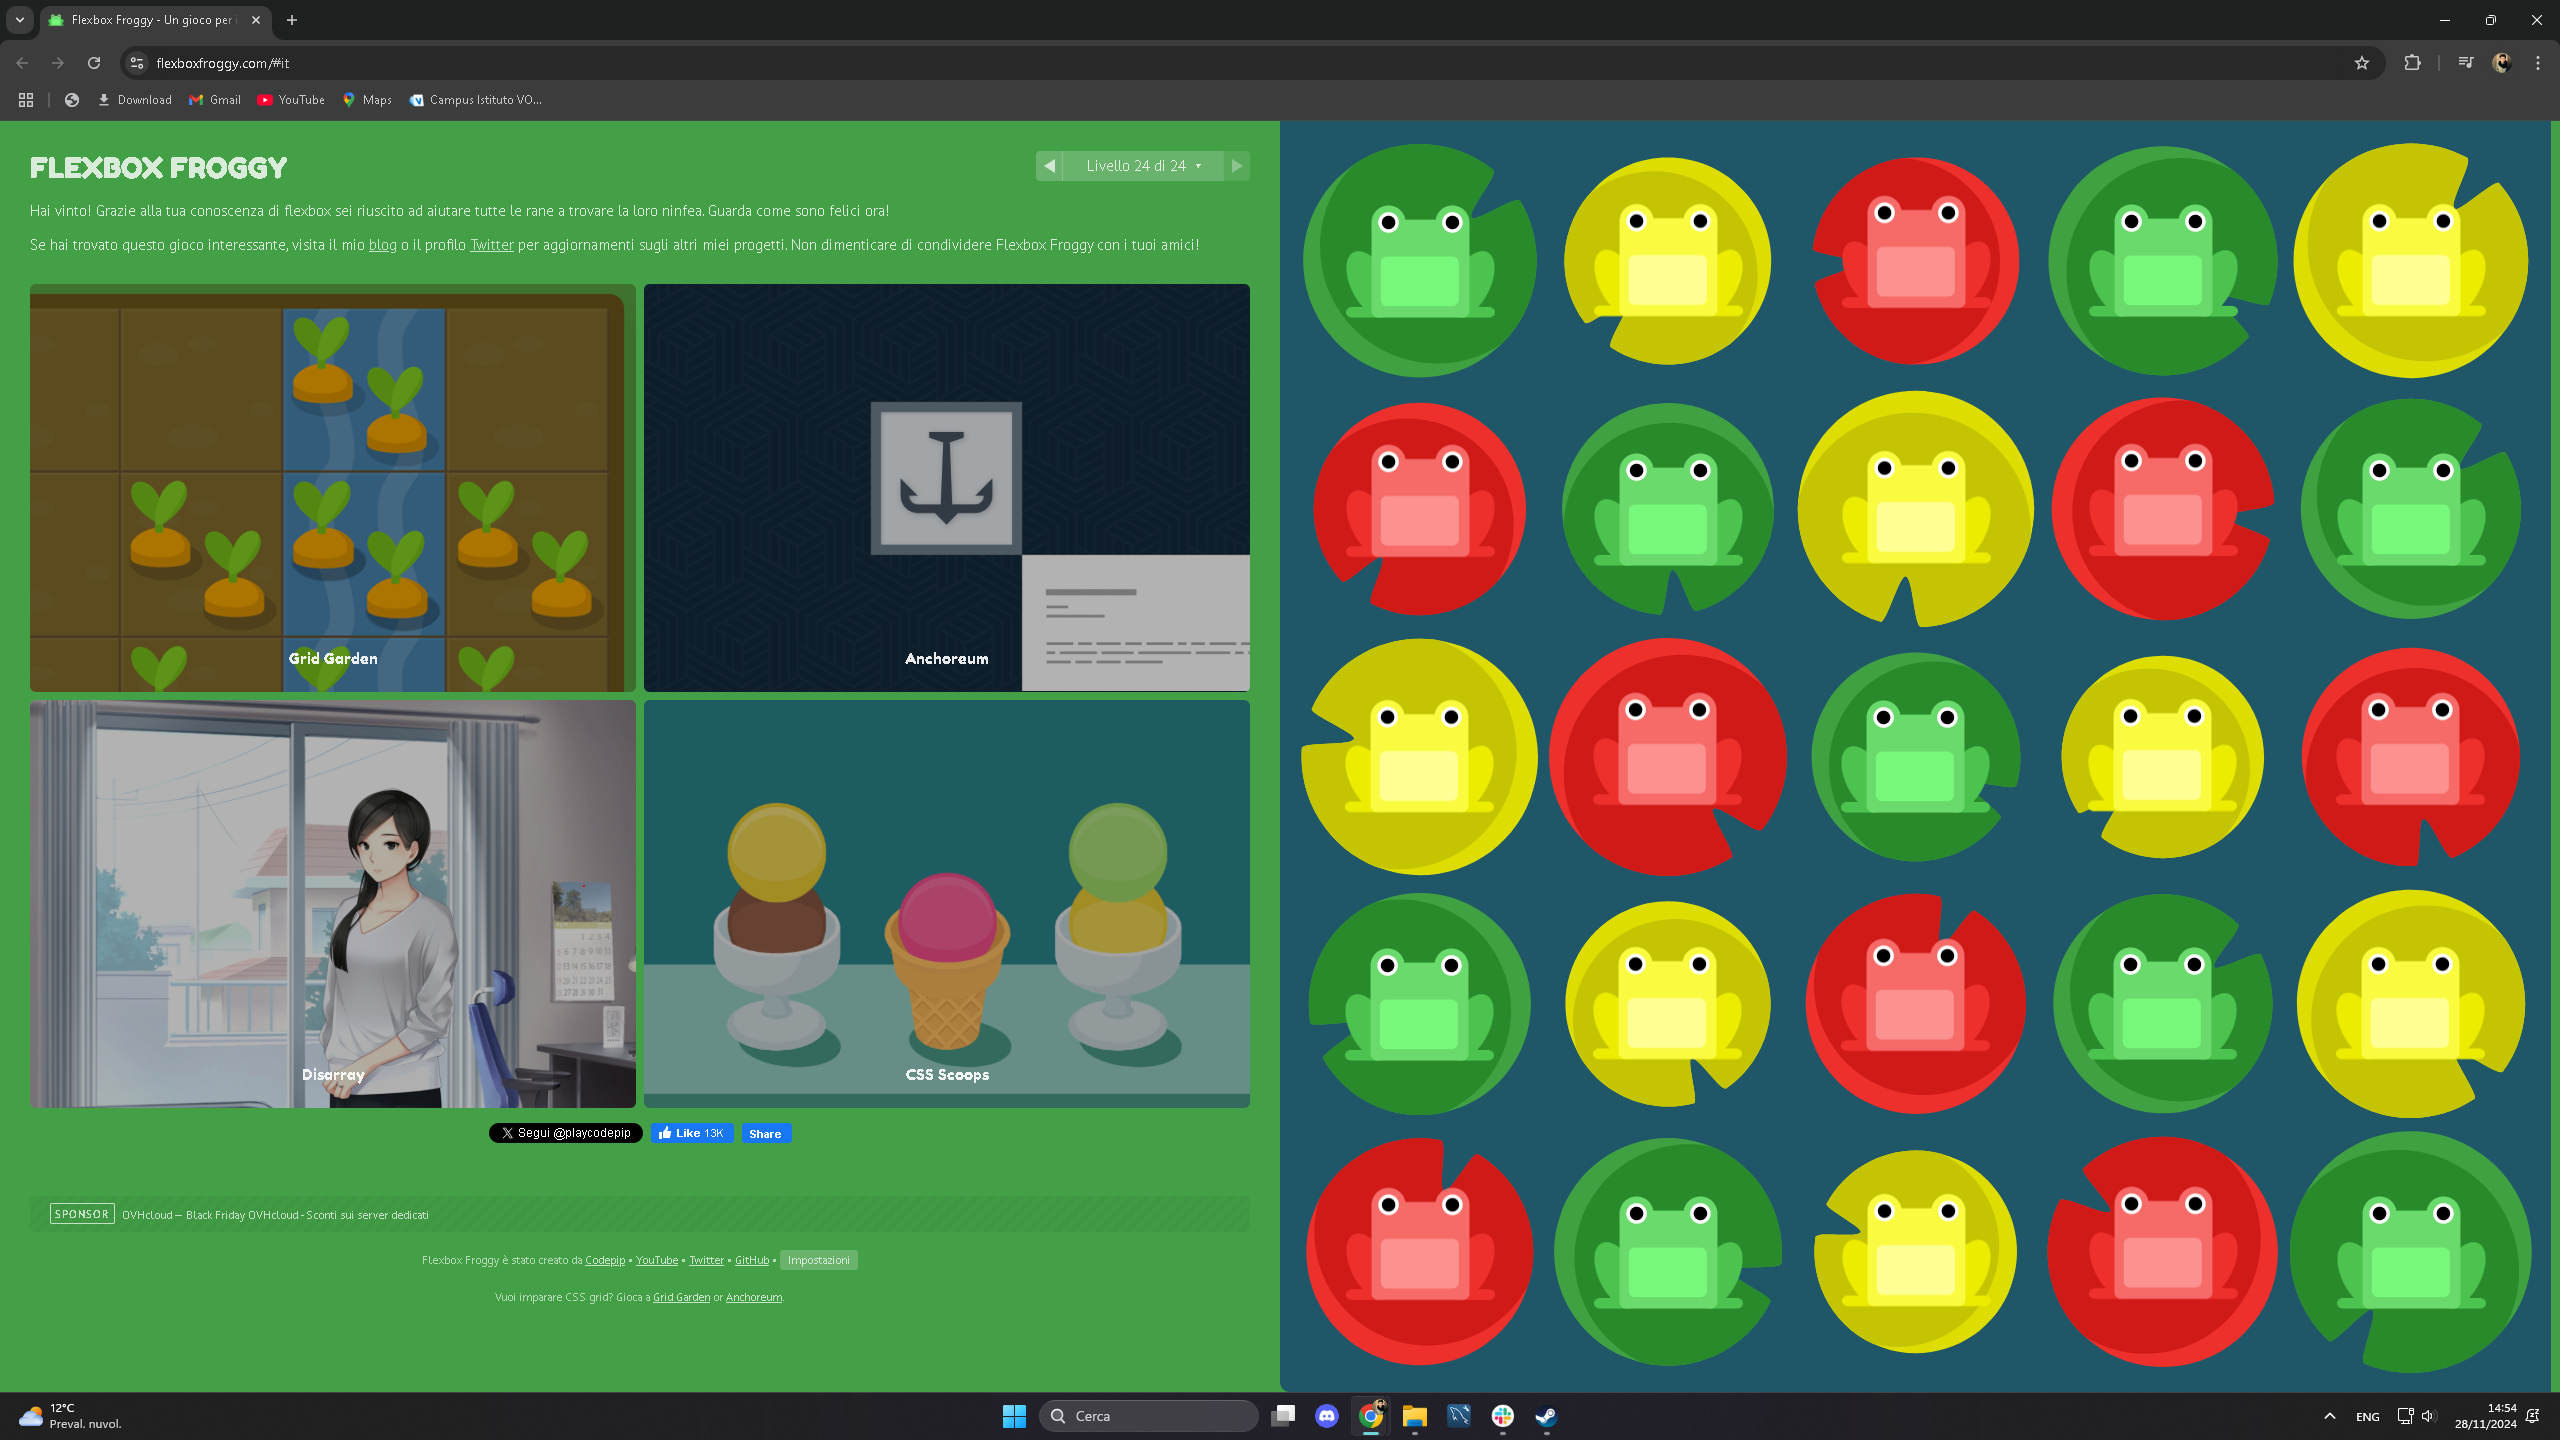 Flexbox Froggy - Un gioco per i
flexboxfroggy.com/#it
Download
Gmail
YouTube
Maps
Campus Istituto VO...
FLEXBOX FROGGY
Livello 24 di 24
Hai vinto! Grazie alla tua conoscenza di flexbox sei riuscito ad aiutare tutte le rane a trovare la loro ninfea. Guarda come sono felici ora!
Se hai trovato questo gioco interessante, visita il mio blog o il profilo Twitter per aggiornamenti sugli altri miei progetti. Non dimenticare di condividere Flexbox Froggy con i tuoi amici!
Grid Garden
Anchoreum
Disarray
CSS Scoops
Segui @playcodepip
Like 13K
Share
SPONSOR
OVHcloud — Black Friday OVHcloud - Sconti sui server dedicati
Flexbox Froggy è stato creato da Codepip • YouTube • Twitter • GitHub • Impostazioni
Vuoi imparare CSS grid? Gioca a Grid Garden or Anchoreum.
12°C
Preval. nuvol.
Cerca
ENG
14:54
28/11/2024